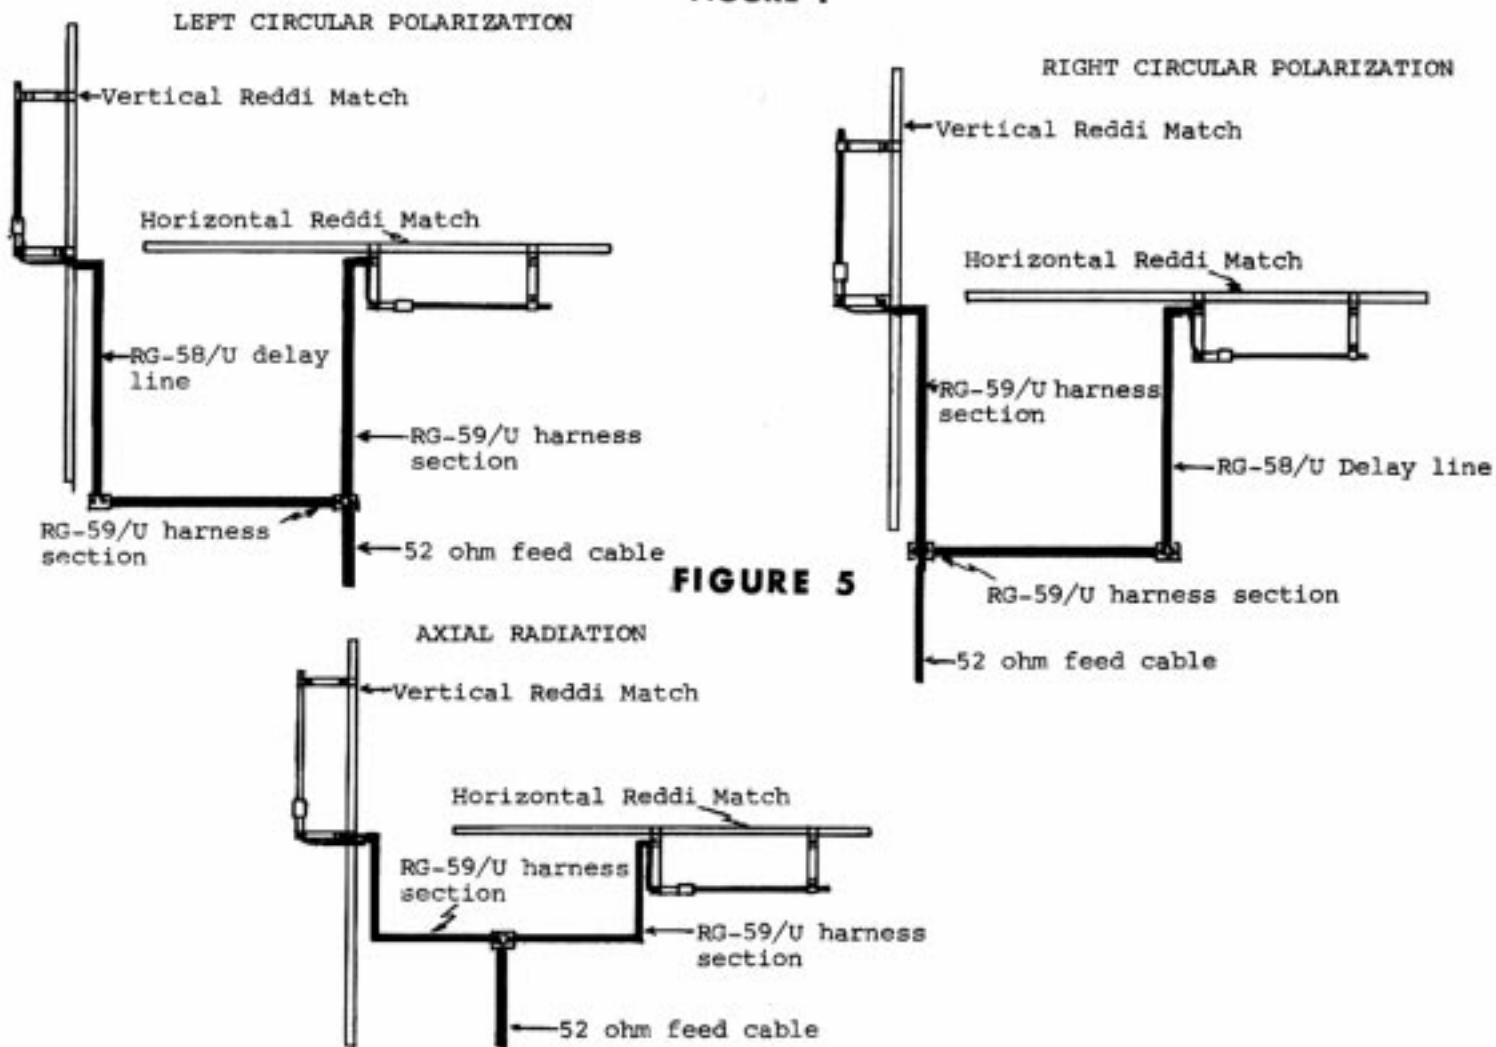 LEFT CIRCULAR POLARIZATION
Vertical Reddi Match
Horizontal Reddi Match
RG-58/U delay
line
RG-59/U harness
section
RG-59/U harness
section
52 ohm feed cable
RIGHT CIRCULAR POLARIZATION
Vertical Reddi Match
Horizontal Reddi Match
RG-59/U harness
section
RG-58/U Delay line
RG-59/U harness section
52 ohm feed cable
FIGURE 5
AXIAL RADIATION
Vertical Reddi Match
Horizontal Reddi Match
RG-59/U harness
section
RG-59/U harness
section
52 ohm feed cable